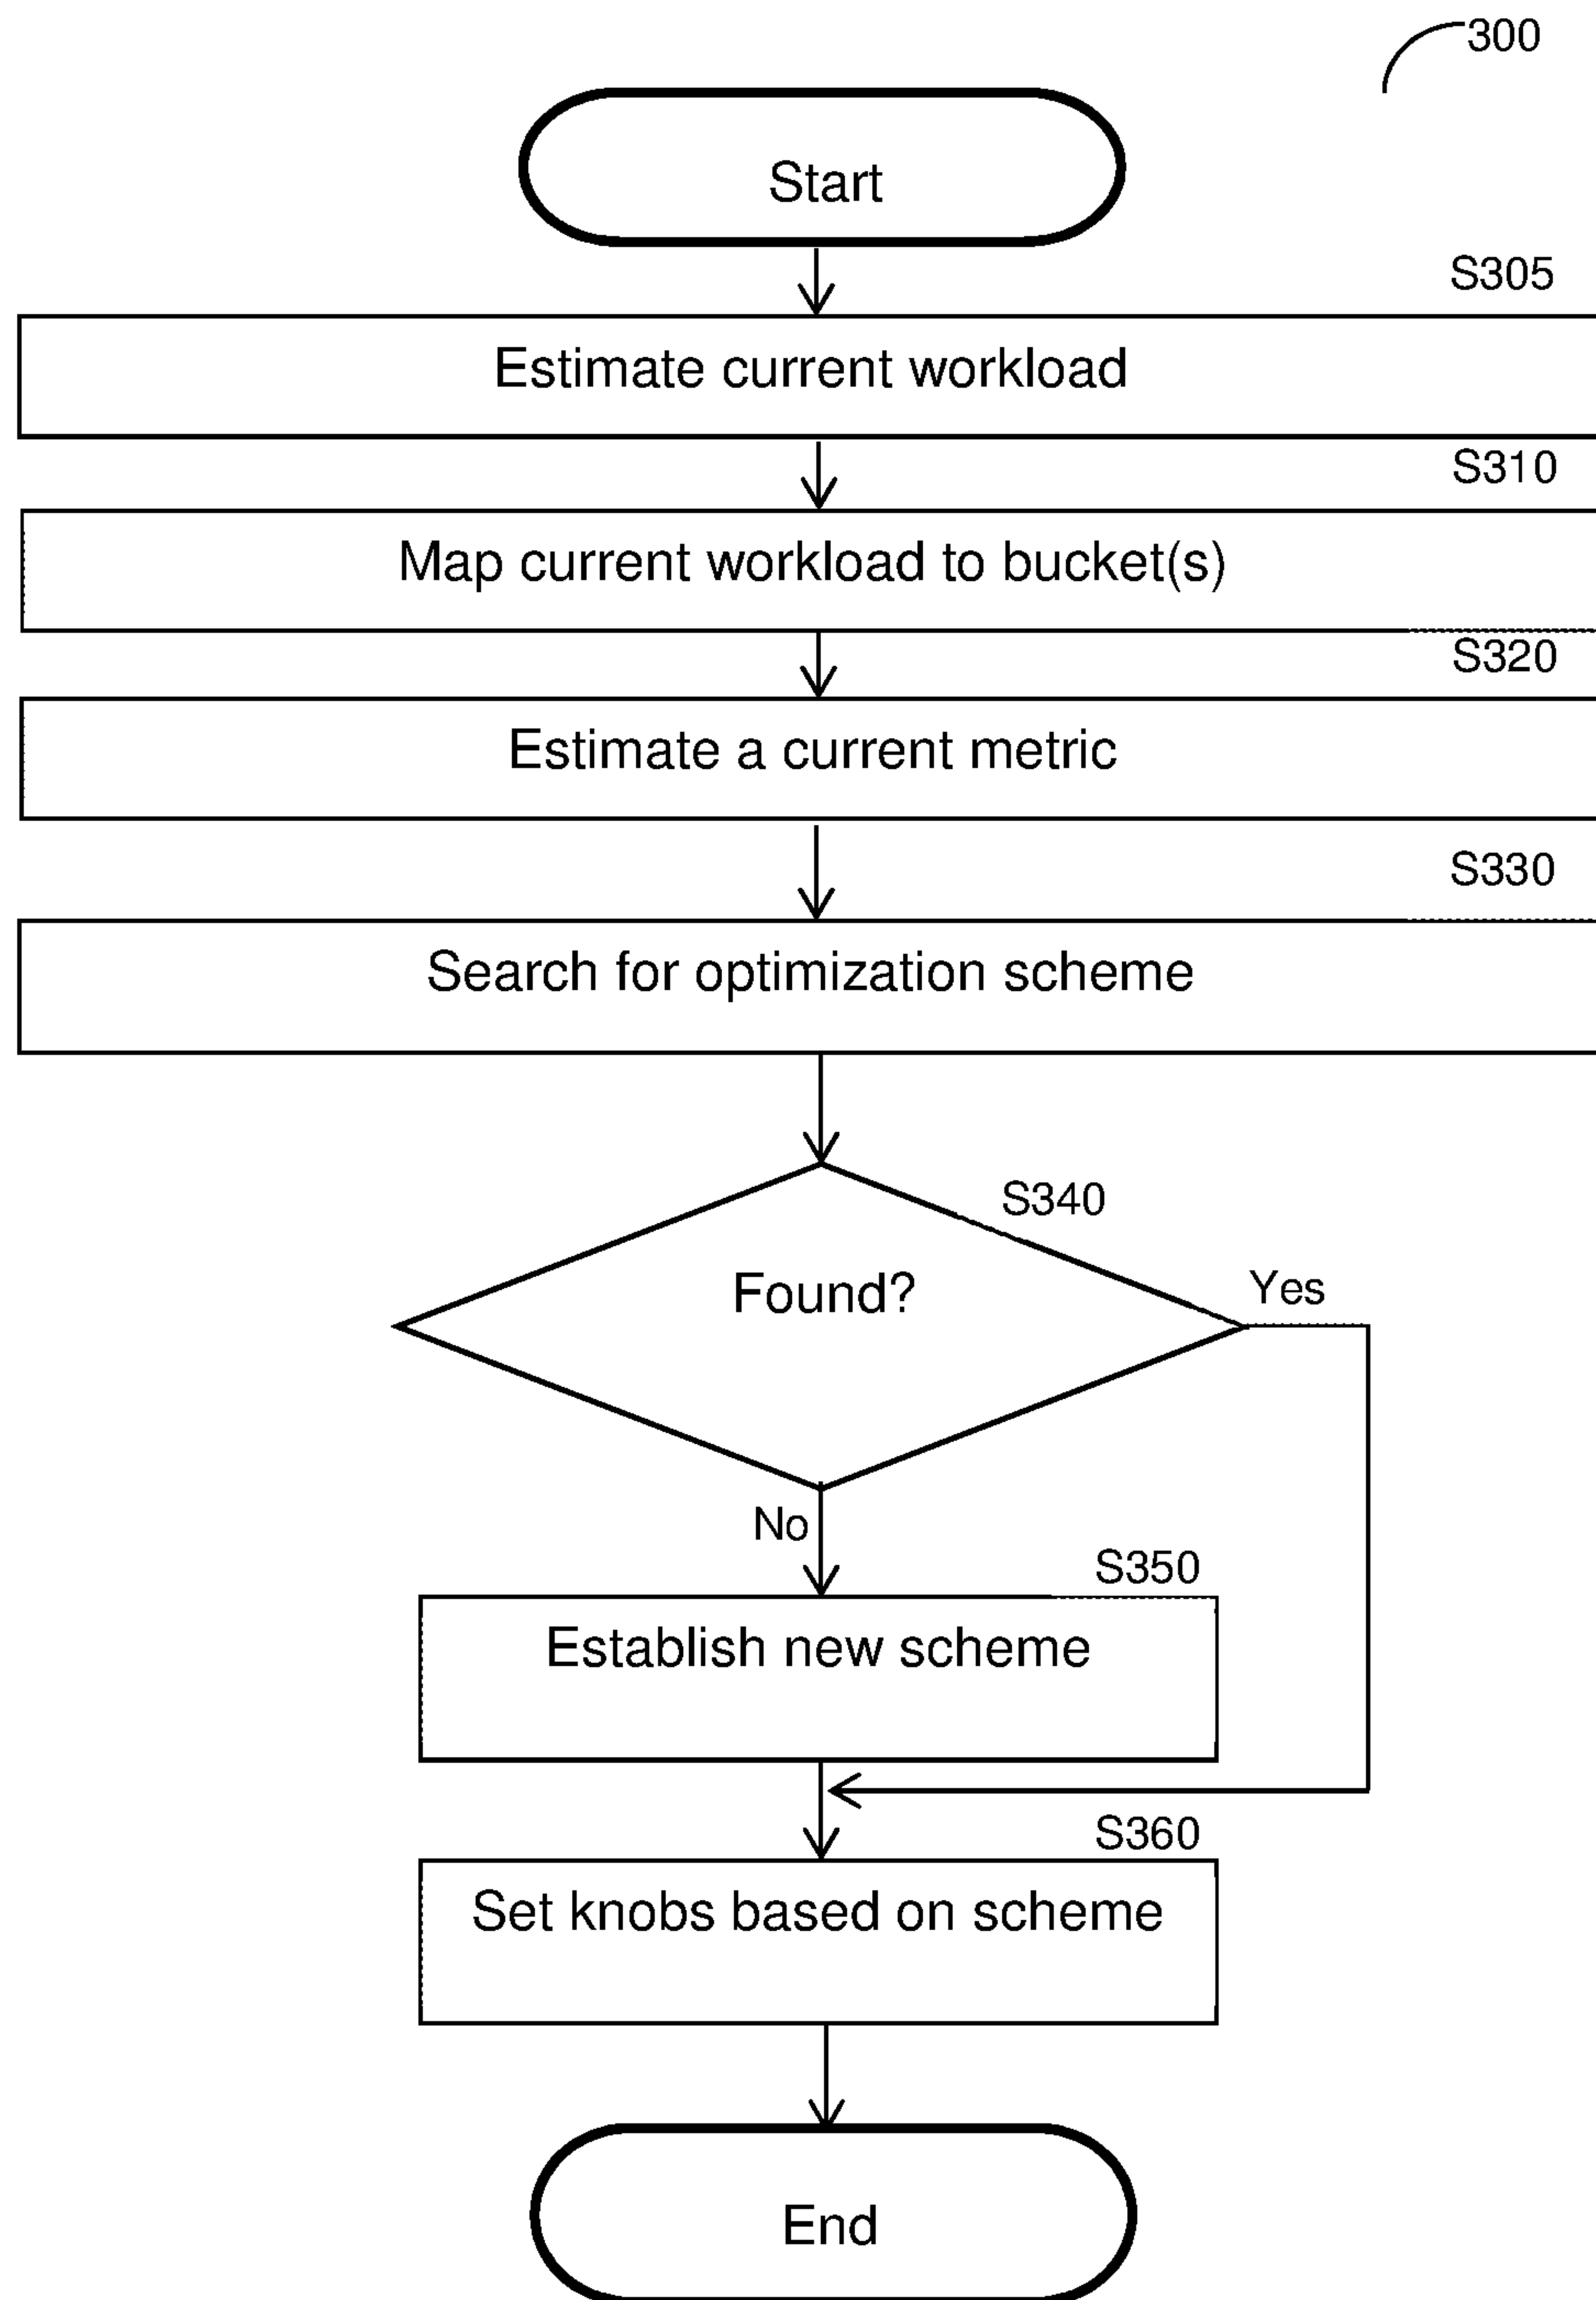 300
Start
S305
Estimate current workload
S310
Map current workload to bucket(s)
S320
Estimate a current metric
S330
Search for optimization scheme
S340
Found?
Yes
No
S350
Establish new scheme
S360
Set knobs based on scheme
End